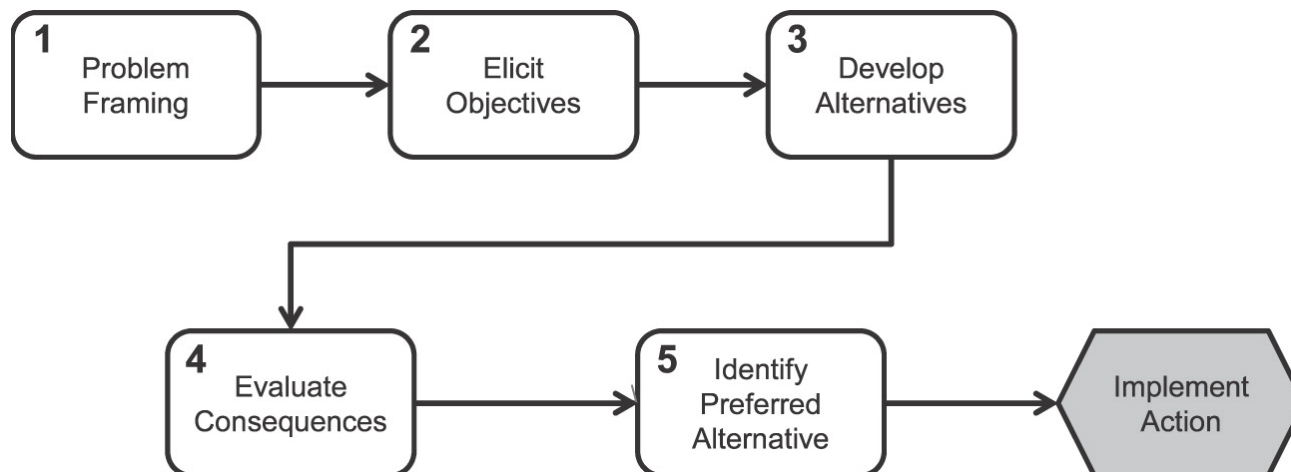 1
Problem
Framing
2
Elicit
Objectives
3
Develop
Alternatives
4
Evaluate
Consequences
5
Identify
Preferred
Alternative
Implement
Action